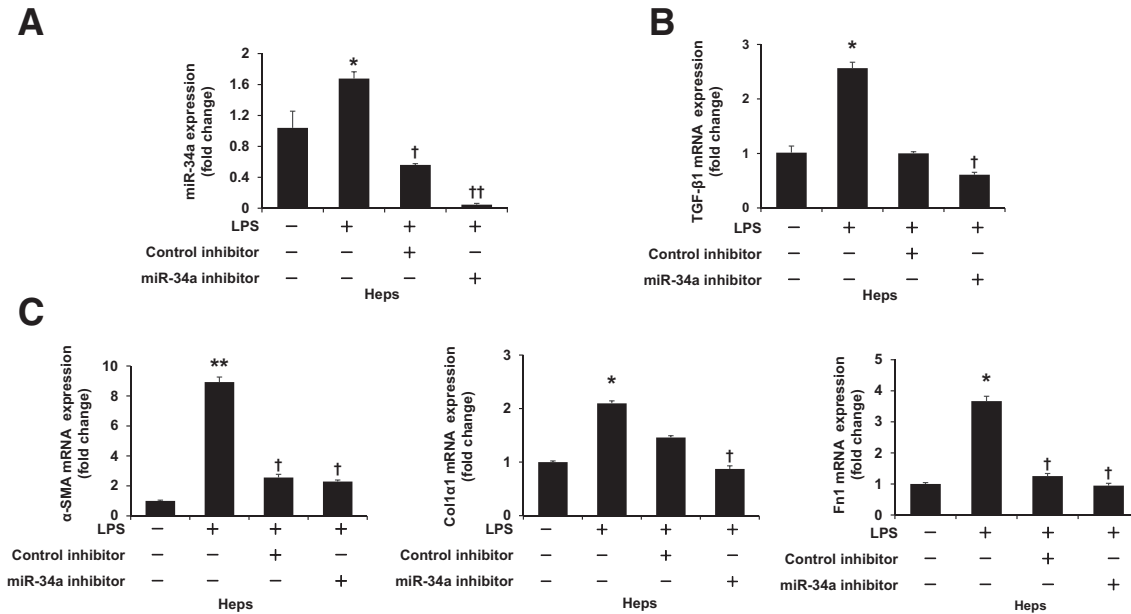 A
miR-34a expression
(fold change)
2
1.6
1.2
0.8
0.4
0
*
†
††
LPS − + + +
Control inhibitor − − + −
miR-34a inhibitor − − − +
Heps
B
TGF-β1 mRNA expression
(fold change)
3
2
1
0
*
†
LPS − + + +
Control inhibitor − − + −
miR-34a inhibitor − − − +
Heps
C
α-SMA mRNA expression
(fold change)
10
8
6
4
2
0
**
†
†
LPS − + + +
Control inhibitor − − + −
miR-34a inhibitor − − − +
Heps
Col1α1 mRNA expression
(fold change)
3
2
1
0
*
†
LPS − + + +
Control inhibitor − − + −
miR-34a inhibitor − − − +
Heps
Fn1 mRNA expression
(fold change)
5
4
3
2
1
0
*
†
†
LPS − + + +
Control inhibitor − − + −
miR-34a inhibitor − − − +
Heps